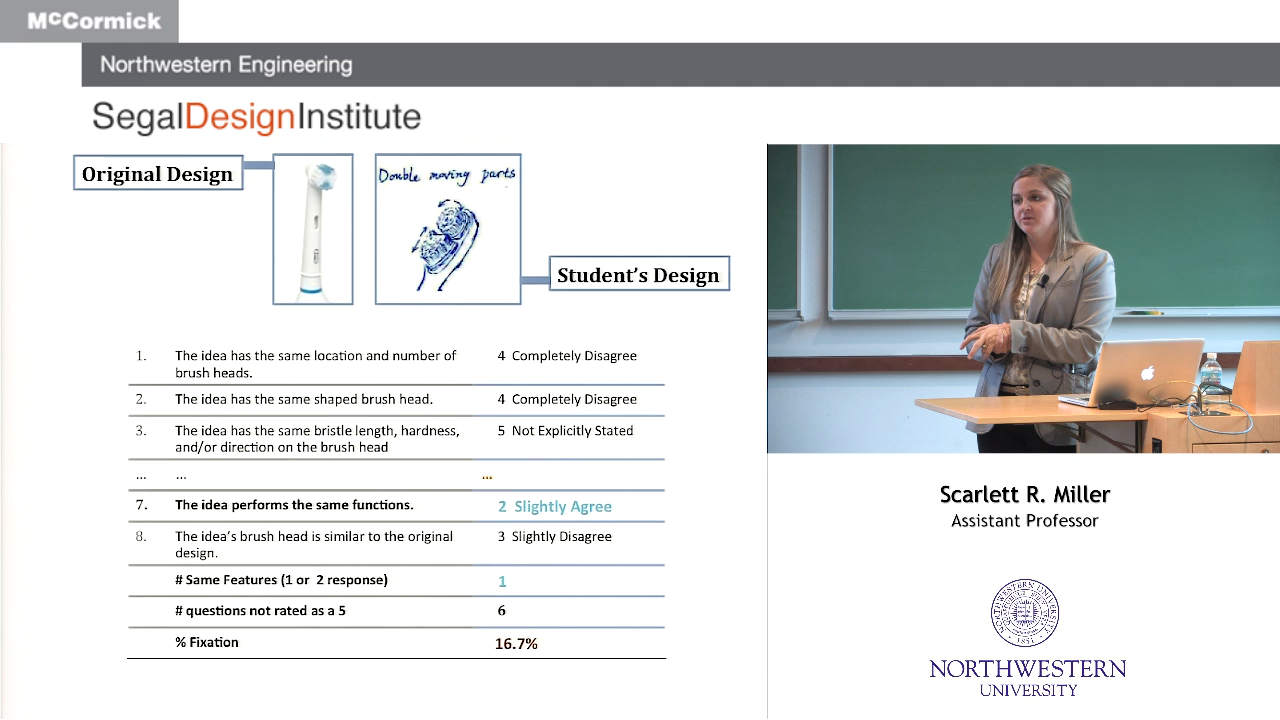 McCormick
Northwestern Engineering
SegalDesignInstitute
Original Design
Double moving parts
Student's Design
1. The idea has the same location and number of
brush heads.
4 Completely Disagree
2. The idea has the same shaped brush head.
4 Completely Disagree
3. The idea has the same bristle length, hardness,
and/or direction on the brush head
5 Not Explicitly Stated
... ... ...
7. The idea performs the same functions.
2 Slightly Agree
8. The idea's brush head is similar to the original
design.
3 Slightly Disagree
# Same Features (1 or 2 response)
1
# questions not rated as a 5
6
% Fixation
16.7%
Scarlett R. Miller
Assistant Professor
NORTHWESTERN
UNIVERSITY